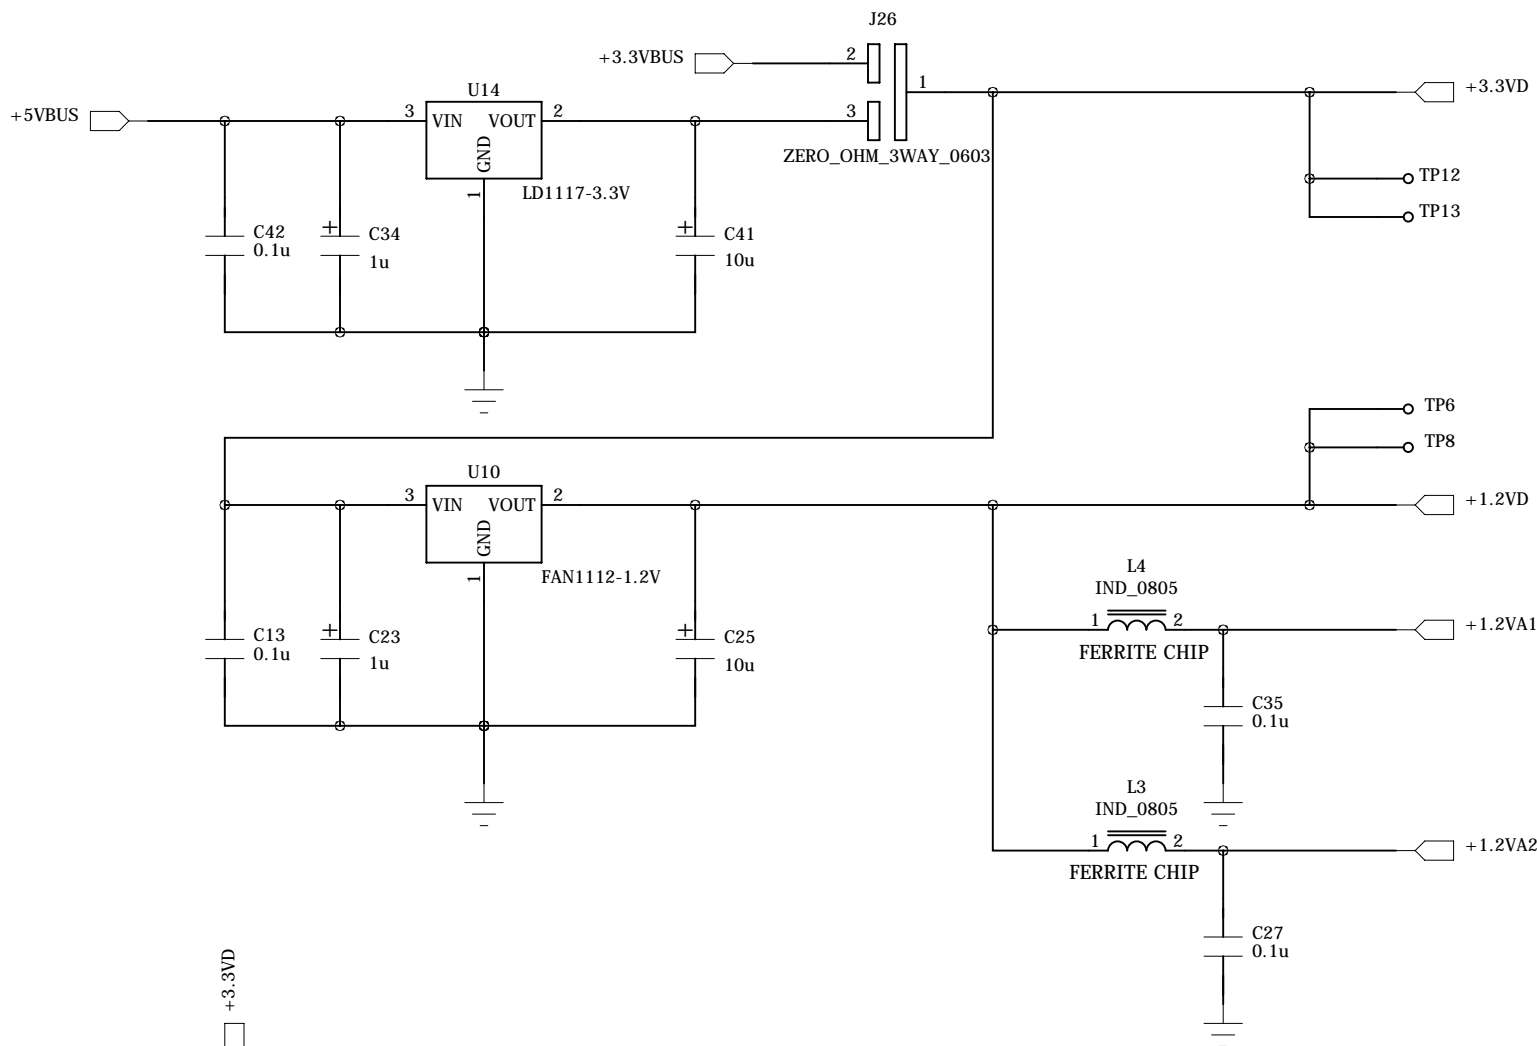 J26
+3.3VBUS
2
1
+3.3VD
U14
+5VBUS
3
VIN
VOUT
2
3
GND
1
LD1117-3.3V
ZERO_OHM_3WAY_0603
TP12
TP13
C42
0.1u
+
C34
1u
+
C41
10u
TP6
TP8
U10
3
VIN
VOUT
2
+1.2VD
GND
1
FAN1112-1.2V
L4
IND_0805
1
2
+1.2VA1
FERRITE CHIP
C13
0.1u
+
C23
1u
+
C25
10u
C35
0.1u
L3
IND_0805
1
2
+1.2VA2
FERRITE CHIP
C27
0.1u
+3.3VD